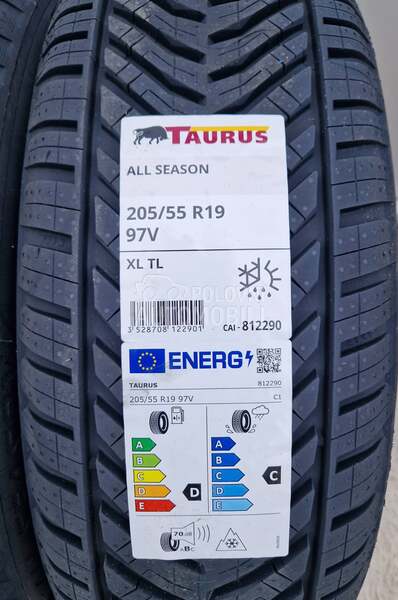 TAURUS
ALL SEASON
205/55 R19
97V
XL TL
3 528708 122901
CAI - 812290
ENERG
TAURUS 812290
205/55 R19 97V C1
A A
B B
C C C
D D D
E E
70 dB
ABC